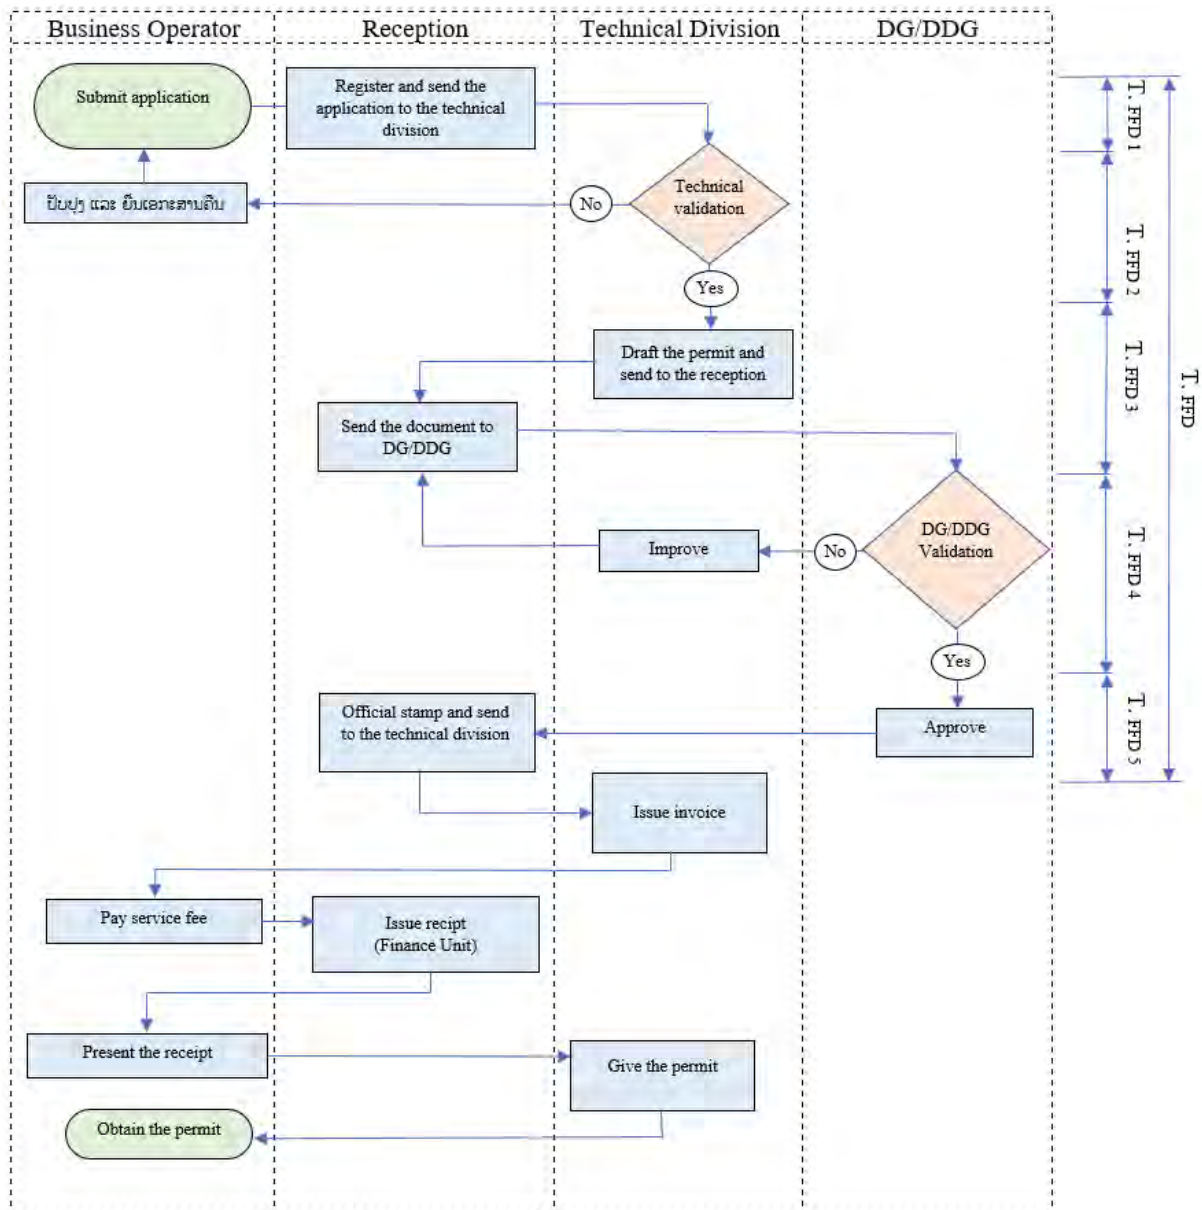 Business Operator
Reception
Technical Division
DG/DDG
Submit application
Register and send the
application to the technical
division
T. FFD 1
Technical
validation
No
ປັບປຸງ ແລະ ຍື່ນເອກະສານຄືນ
T. FFD 2
Yes
Draft the permit and
send to the reception
T. FFD 3
T. FFD
Send the document to
DG/DDG
DG/DDG
Validation
No
Improve
T. FFD 4
Yes
Official stamp and send
to the technical division
Approve
T. FFD 5
Issue invoice
Pay service fee
Issue recipt
(Finance Unit)
Present the receipt
Give the permit
Obtain the permit